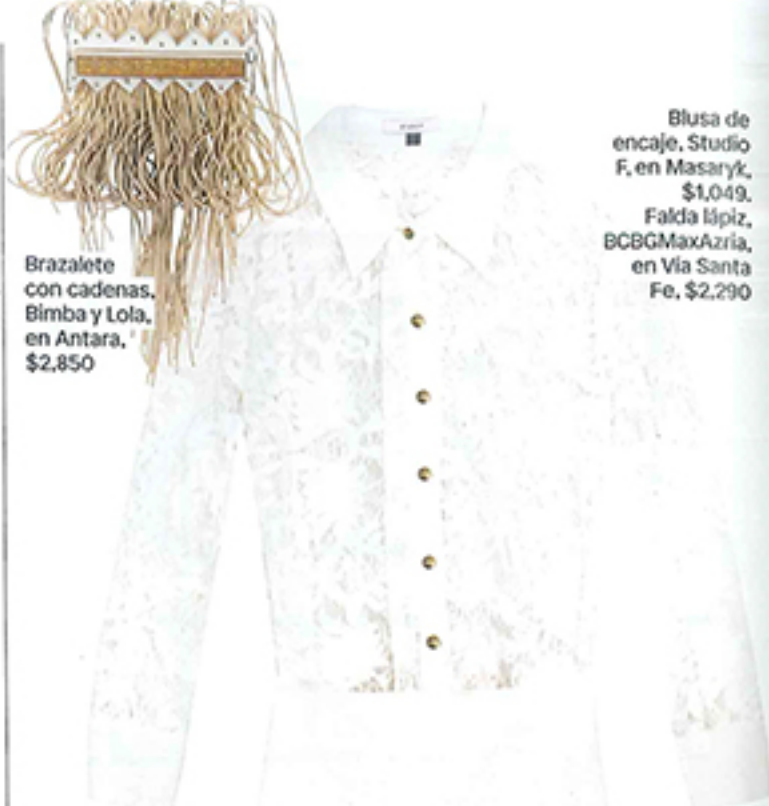 Brazalete
con cadenas,
Bimba y Lola,
en Antara,
$2,850
Blusa de
encaje, Studio
F, en Masaryk,
$1,049.
Falda lápiz,
BCBGMaxAzria,
en Vía Santa
Fe, $2,290